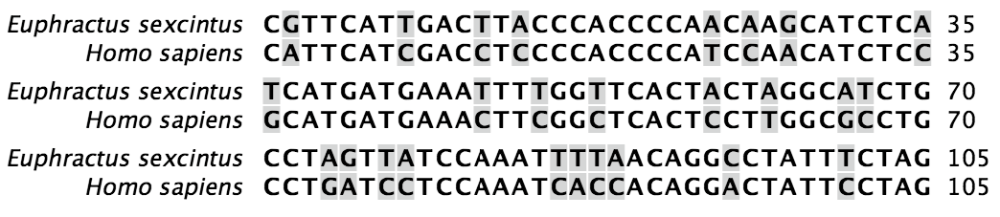 Euphractus sexcintus CGTTCATTGACTTACCCACCCCAACAAGCATCTCA 35
Homo sapiens CATTCATCGACCTCCCCACCCCATCCAACATCTCC 35
Euphractus sexcintus TCATGATGAAATTTTGGTTCACTACTAGGCATCTG 70
Homo sapiens GCATGATGAAACTTCGGCTCACTCCTTGGCGCCTG 70
Euphractus sexcintus CCTAGTTATCCAAATTTTAACAGGCCTATTTCTAG 105
Homo sapiens CCTGATCCTCCAAATCACCACAGGACTATTCCTAG 105